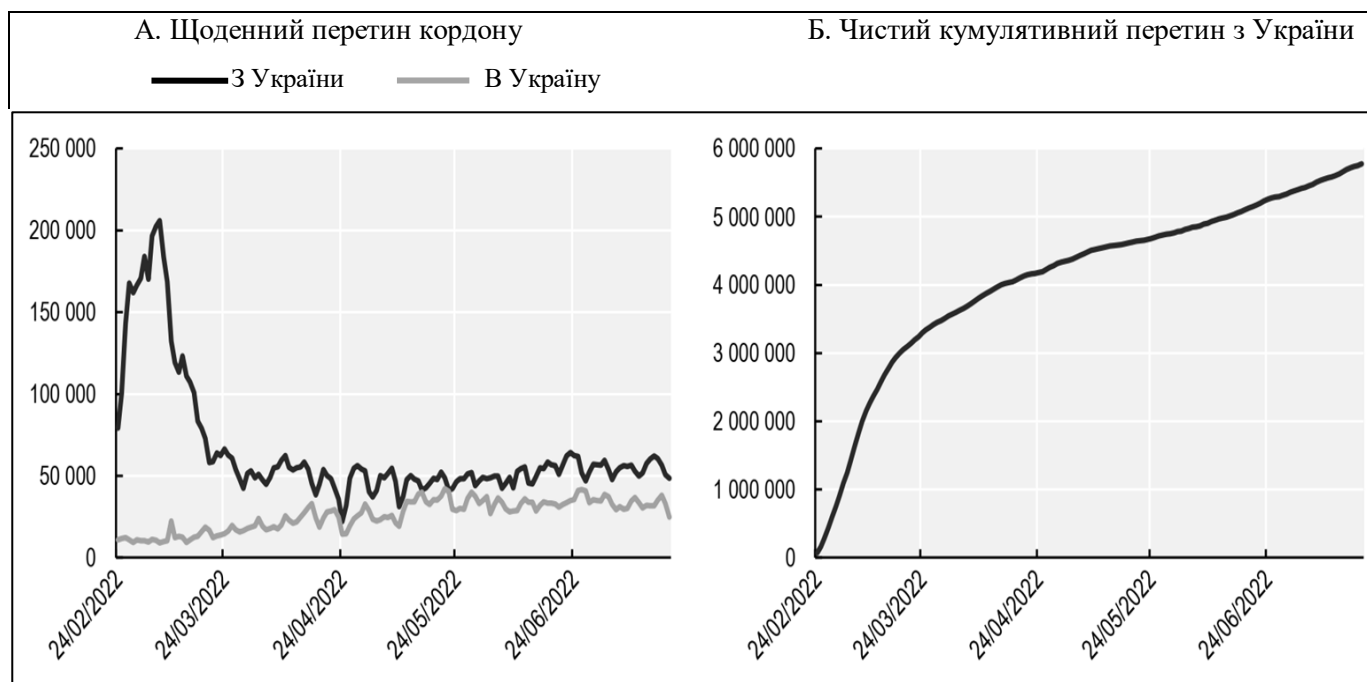 А. Щоденний перетин кордону
Б. Чистий кумулятивний перетин з України
З України
В Україну
250 000
200 000
150 000
100 000
50 000
0
24/02/2022
24/03/2022
24/04/2022
24/05/2022
24/06/2022
6 000 000
5 000 000
4 000 000
3 000 000
2 000 000
1 000 000
0
24/02/2022
24/03/2022
24/04/2022
24/05/2022
24/06/2022